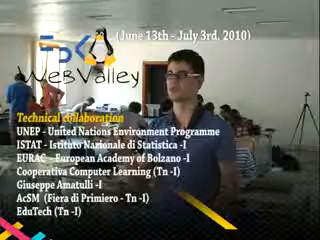 (June 13th - July 3rd, 2010)
FBK
WebValley
Technical collaboration
UNEP - United Nations Environment Programme
ISTAT - Istituto Nazionale di Statistica -I
EURAC - European Academy of Bolzano -I
Cooperativa Computer Learning (Tn -I)
Giuseppe Amatulli -I
AcSM (Fiera di Primiero - Tn -I)
EduTech (Tn -I)